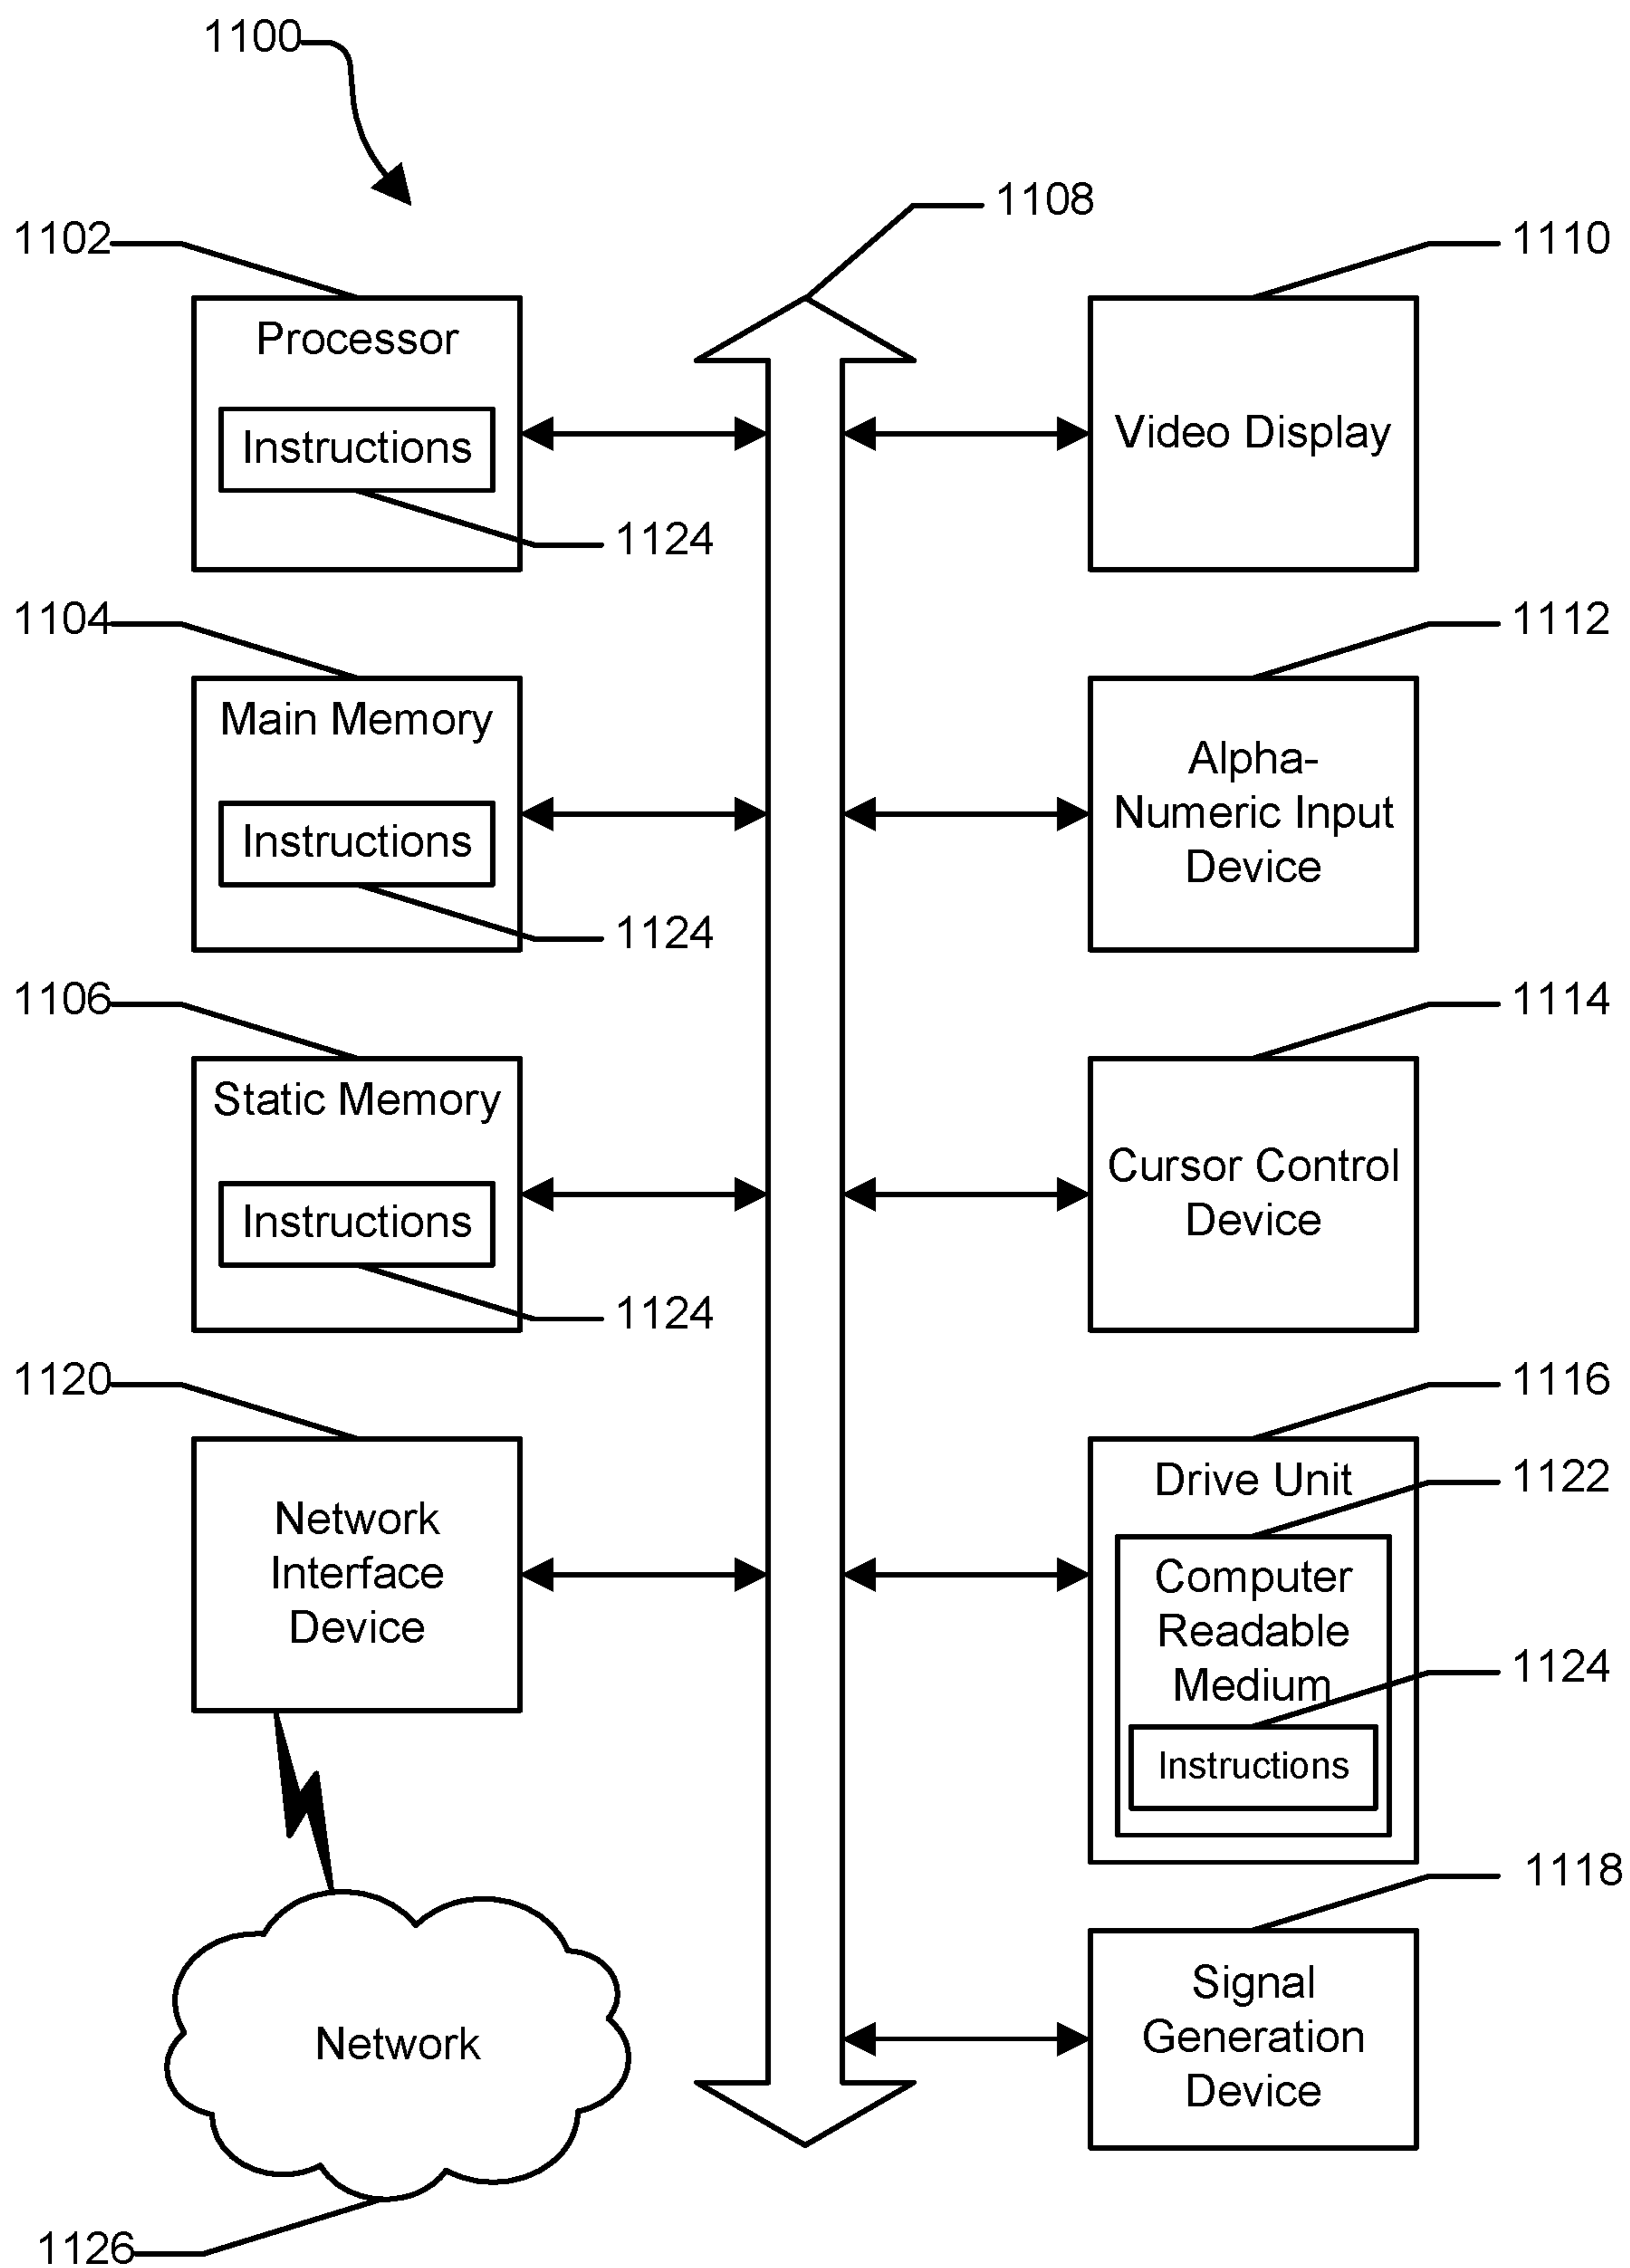 1100
1108
1102
1110
Processor
Instructions
1124
Video Display
1104
1112
Main Memory
Instructions
1124
Alpha-
Numeric Input
Device
1106
1114
Static Memory
Instructions
1124
Cursor Control
Device
1120
1116
Network
Interface
Device
Drive Unit
1122
Computer
Readable
Medium
1124
Instructions
1118
Signal
Generation
Device
Network
1126